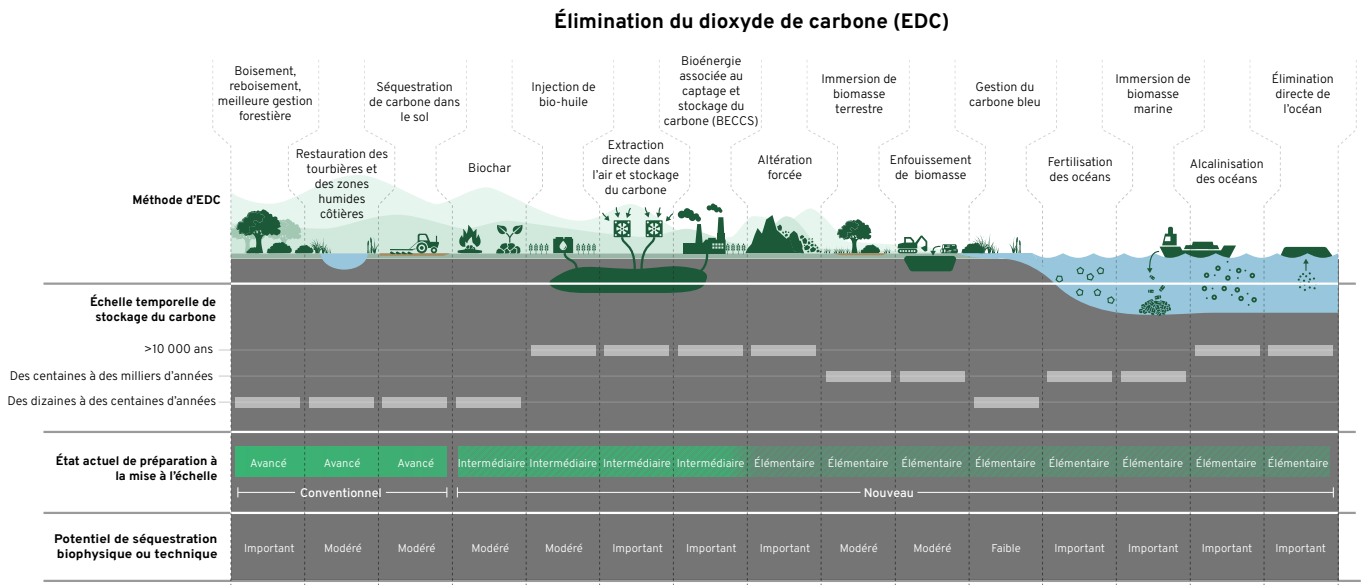 Élimination du dioxyde de carbone (EDC)
Boisement,
reboisement,
meilleure gestion
forestière
Restauration des
tourbières et
des zones
humides
côtières
Séquestration
de carbone dans
le sol
Biochar
Injection de
bio-huile
Extraction
directe dans
l'air et stockage
du carbone
Bioénergie
associée au
captage et
stockage du
carbone (BECCS)
Altération
forcée
Immersion de
biomasse
terrestre
Enfouissement
de biomasse
Gestion du
carbone bleu
Fertilisation
des océans
Immersion de
biomasse
marine
Alcalinisation
des océans
Élimination
directe de
l'océan
Méthode d'EDC
Échelle temporelle de
stockage du carbone
>10 000 ans
Des centaines à des milliers d'années
Des dizaines à des centaines d'années
État actuel de préparation à
la mise à l'échelle
Avancé Avancé Avancé Intermédiaire Intermédiaire Intermédiaire Intermédiaire Élémentaire Élémentaire Élémentaire Élémentaire Élémentaire Élémentaire Élémentaire Élémentaire
Conventionnel Nouveau
Potentiel de séquestration
biophysique ou technique
Important Modéré Modéré Modéré Modéré Important Important Important Modéré Modéré Faible Important Important Important Important